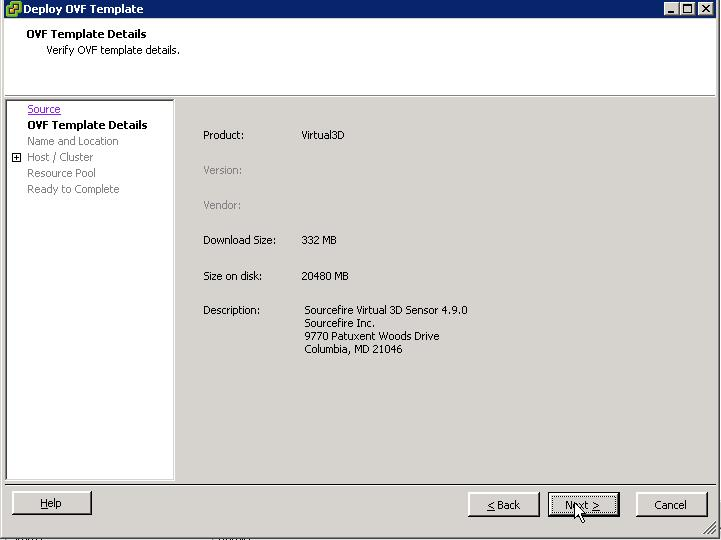 Deploy OVF Template
OVF Template Details
Verify OVF template details.
Source
OVF Template Details
Name and Location
Host / Cluster
Resource Pool
Ready to Complete
Product: Virtual3D
Version:
Vendor:
Download Size: 332 MB
Size on disk: 20480 MB
Description: Sourcefire Virtual 3D Sensor 4.9.0
Sourcefire Inc.
9770 Patuxent Woods Drive
Columbia, MD 21046
Help
< Back
Next >
Cancel